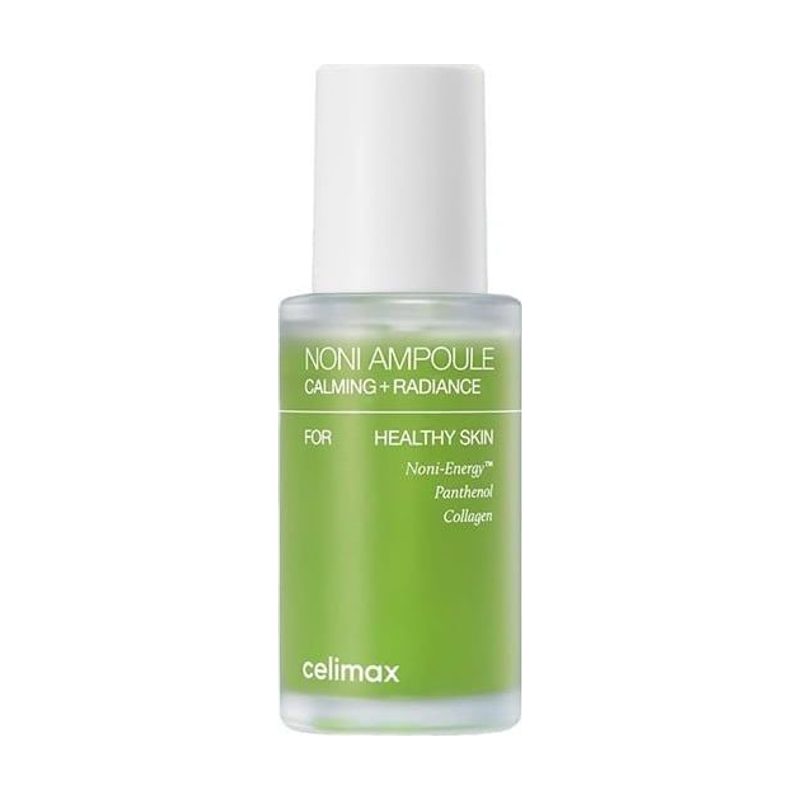 NONI AMPOULE
CALMING + RADIANCE
FOR HEALTHY SKIN
Noni-Energy™
Panthenol
Collagen
celimax